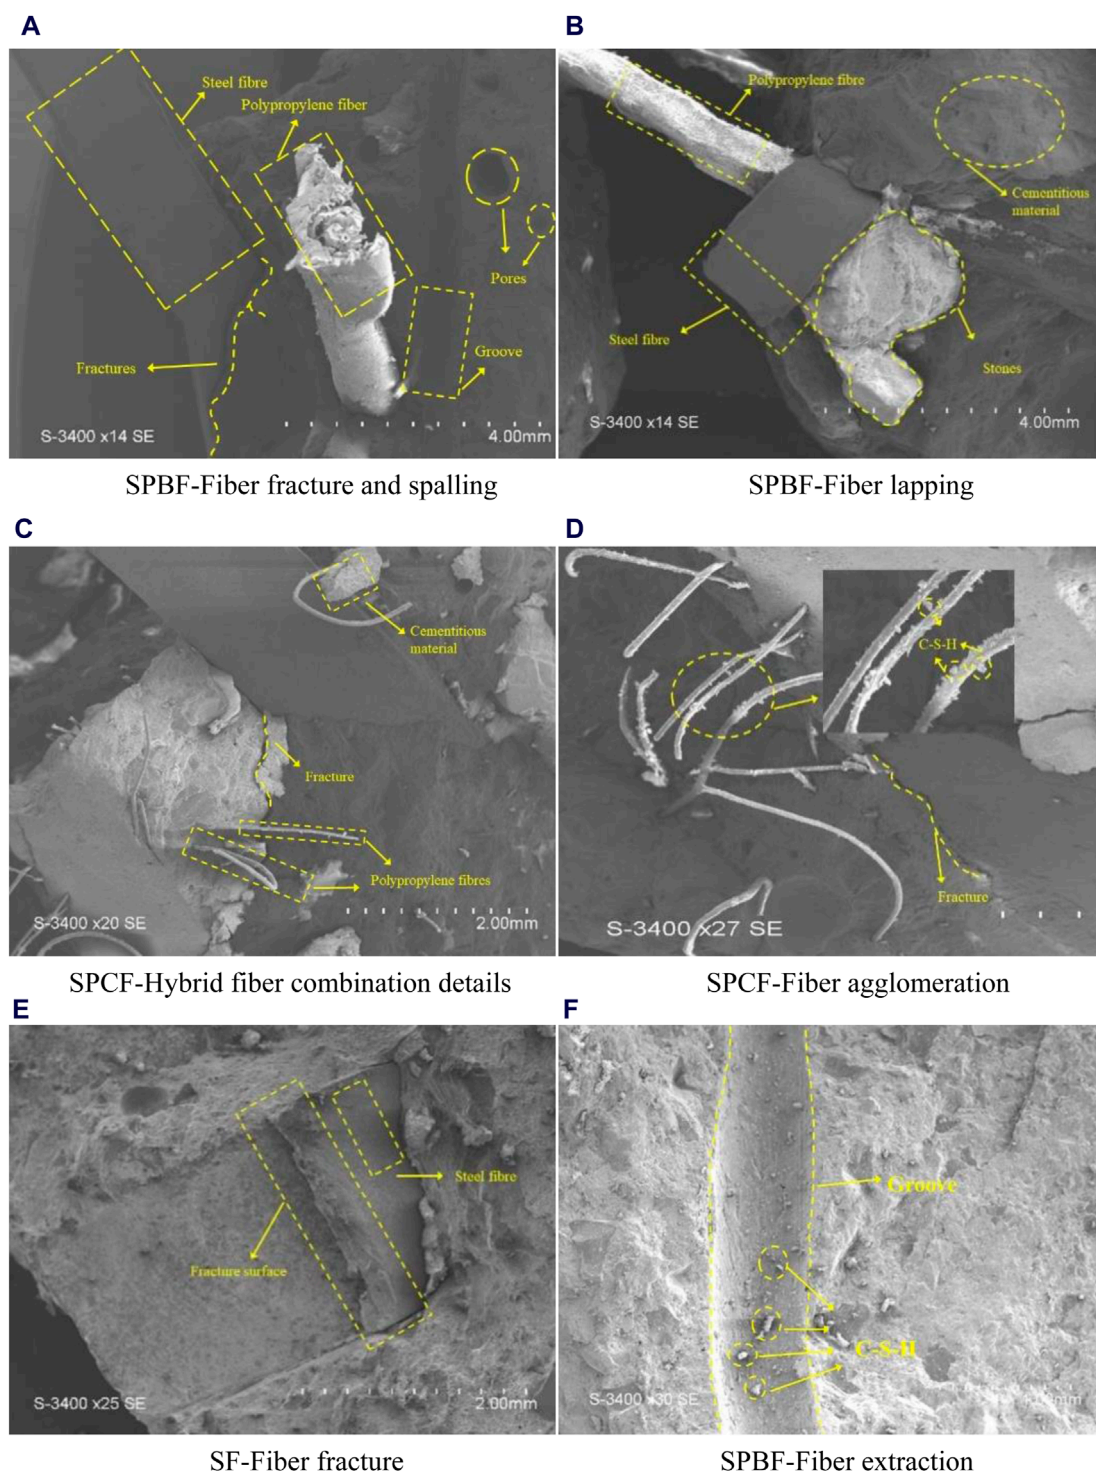 A
B
Steel fibre
Polypropylene fiber
Pores
Groove
Fractures
S-3400 x14 SE
4.00mm
Polypropylene fibre
Cementitious
material
Steel fibre
Stones
S-3400 x14 SE
4.00mm
SPBF-Fiber fracture and spalling
SPBF-Fiber lapping
C
D
Cementitious
material
Fracture
Polypropylene fibres
S-3400 x20 SE
2.00mm
C-S-H
Fracture
S-3400 x27 SE
SPCF-Hybrid fiber combination details
SPCF-Fiber agglomeration
E
F
Steel fibre
Fracture surface
S-3400 x25 SE
2.00mm
Groove
C-S-H
S-3400 x30 SE
SF-Fiber fracture
SPBF-Fiber extraction